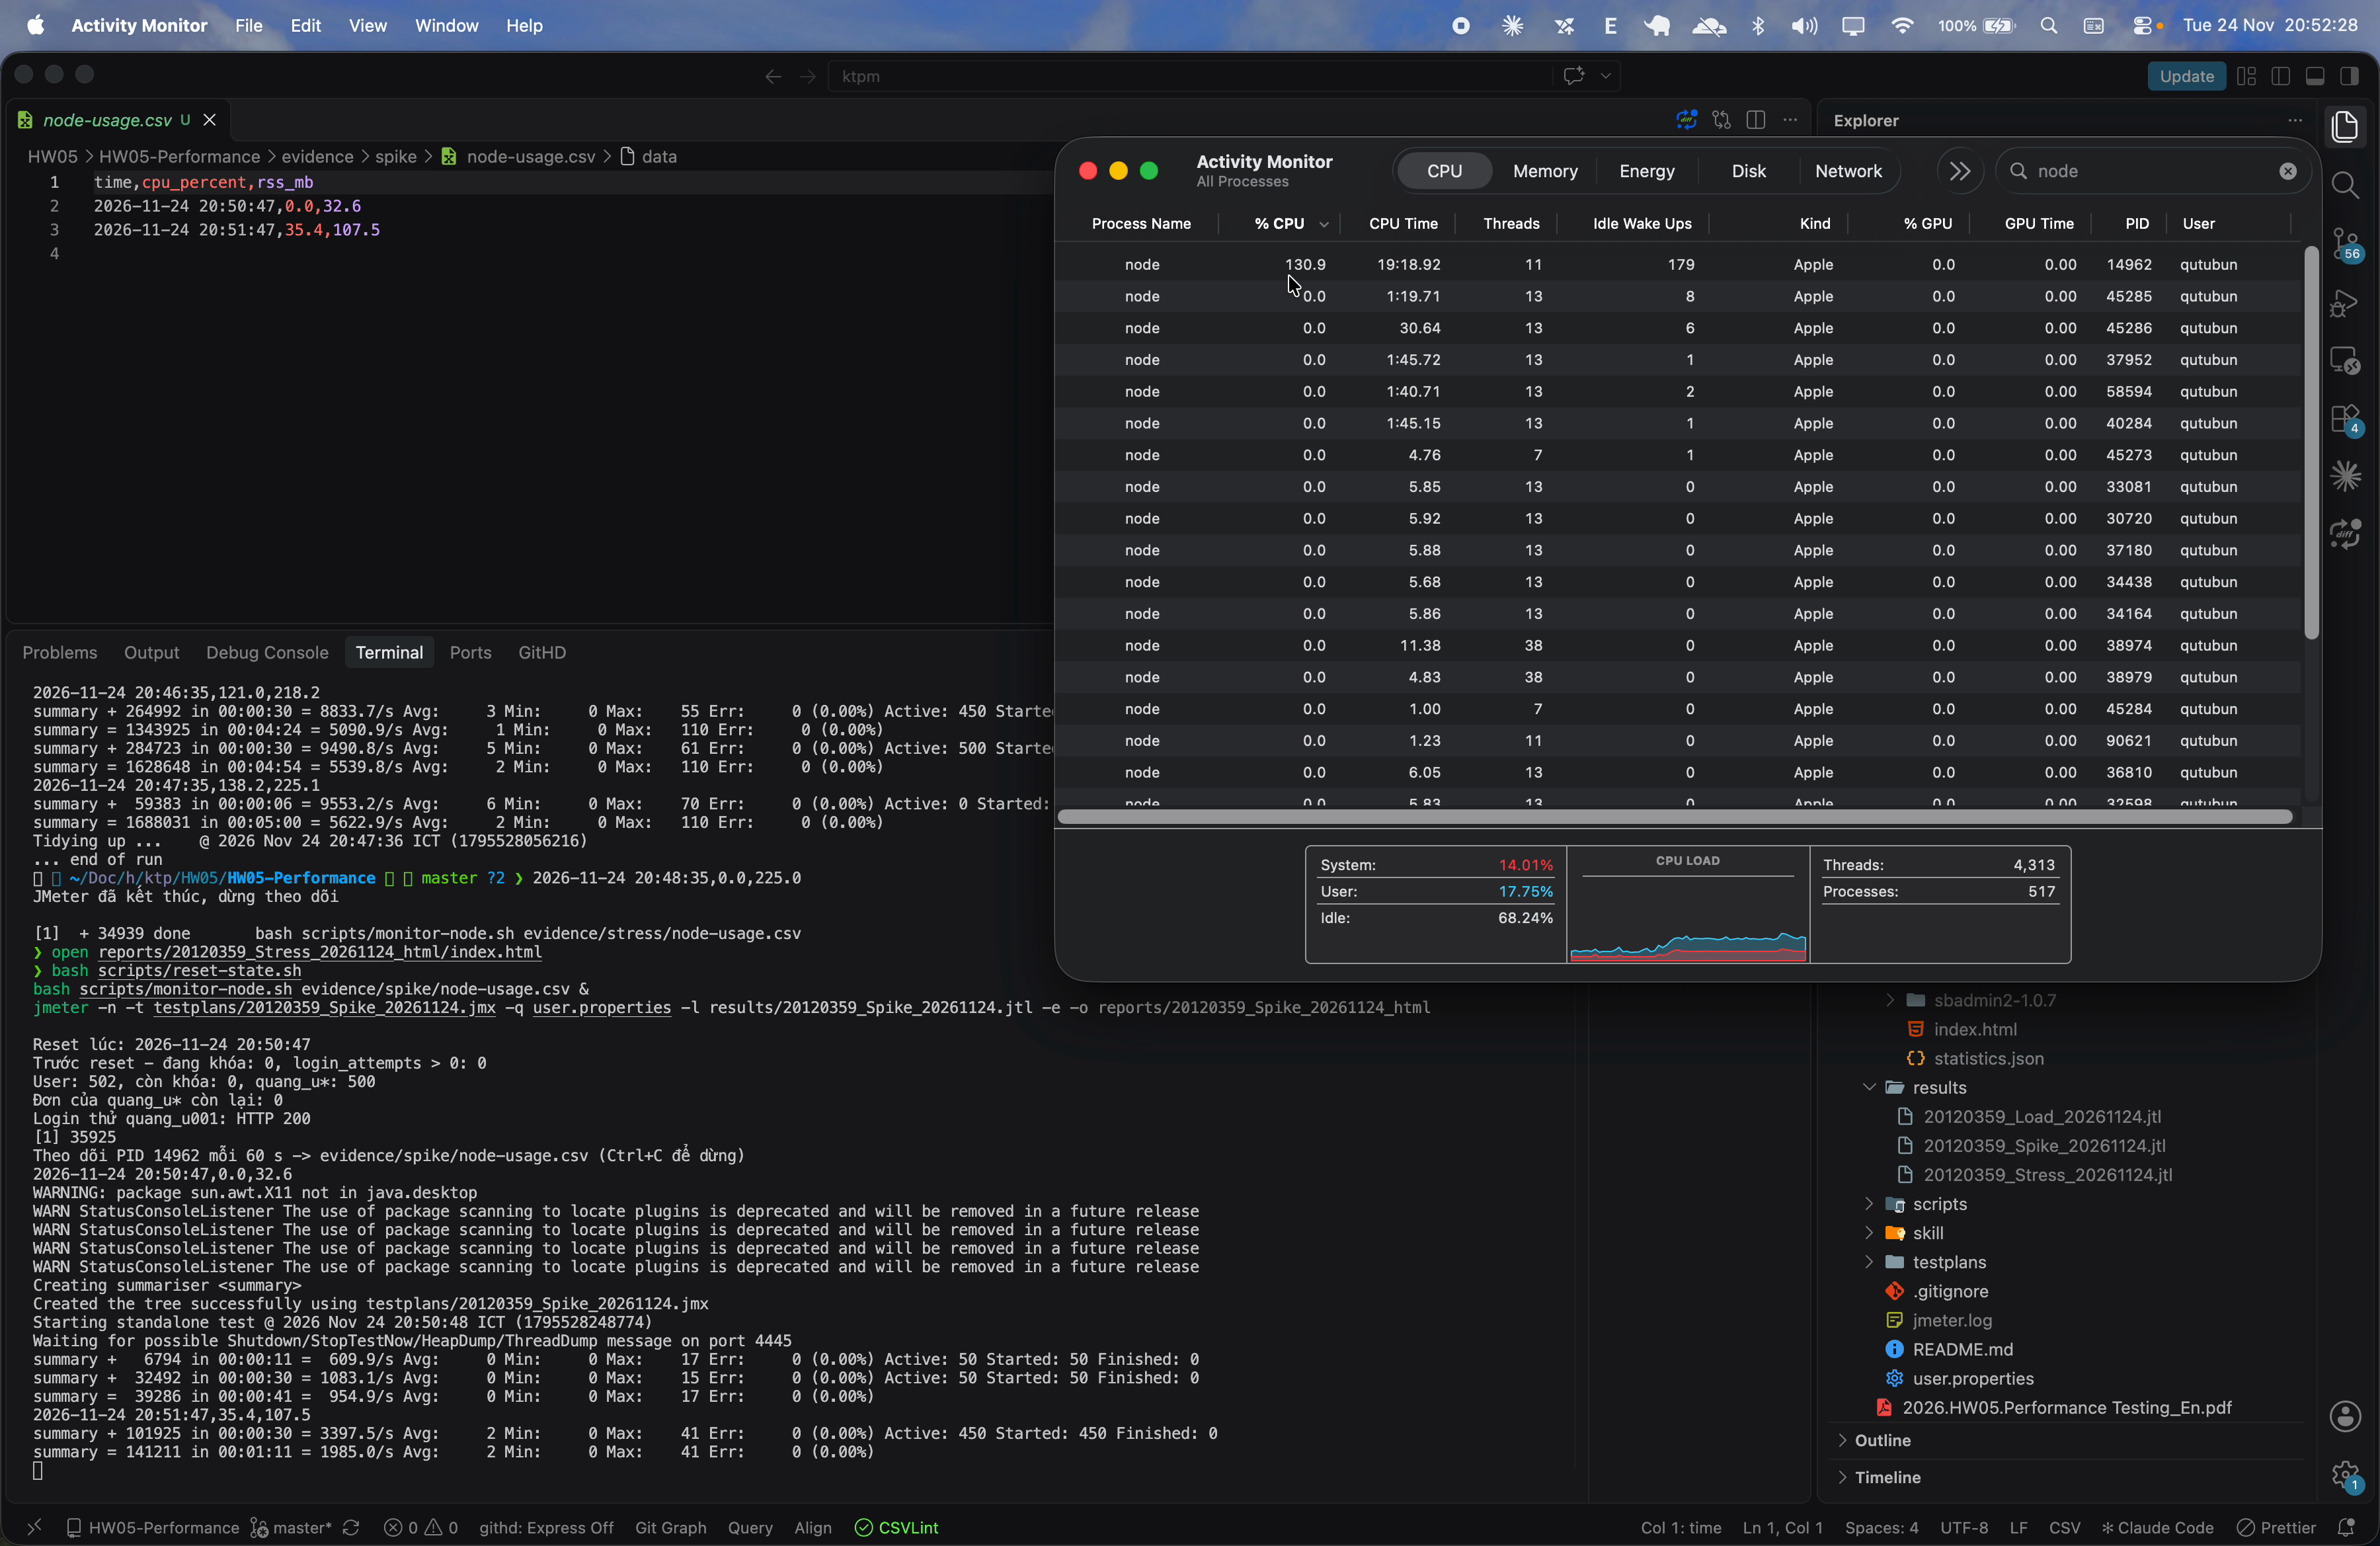 Activity Monitor File Edit View Window Help E 100% Tue 24 Nov 20:52:28
ktpm Update
node-usage.csv U
HW05 > HW05-Performance > evidence > spike > node-usage.csv > data
1 time,cpu_percent,rss_mb
2 2026-11-24 20:50:47,0.0,32.6
3 2026-11-24 20:51:47,35.4,107.5
4
Problems Output Debug Console Terminal Ports GitHD
2026-11-24 20:46:35,121.0,218.2
summary + 264992 in 00:00:30 = 8833.7/s Avg: 3 Min: 0 Max: 55 Err: 0 (0.00%) Active: 450 Starte
summary = 1343925 in 00:04:24 = 5090.9/s Avg: 1 Min: 0 Max: 110 Err: 0 (0.00%)
summary + 284723 in 00:00:30 = 9490.8/s Avg: 5 Min: 0 Max: 61 Err: 0 (0.00%) Active: 500 Starte
summary = 1628648 in 00:04:54 = 5539.8/s Avg: 2 Min: 0 Max: 110 Err: 0 (0.00%)
2026-11-24 20:47:35,138.2,225.1
summary + 59383 in 00:00:06 = 9553.2/s Avg: 6 Min: 0 Max: 70 Err: 0 (0.00%) Active: 0 Started:
summary = 1688031 in 00:05:00 = 5622.9/s Avg: 2 Min: 0 Max: 110 Err: 0 (0.00%)
Tidying up ... @ 2026 Nov 24 20:47:36 ICT (1795528056216)
... end of run
~/Doc/h/ktp/HW05/HW05-Performance master ?2 ❯ 2026-11-24 20:48:35,0.0,225.0
JMeter đã kết thúc, dừng theo dõi
[1] + 34939 done bash scripts/monitor-node.sh evidence/stress/node-usage.csv
❯ open reports/20120359_Stress_20261124_html/index.html
❯ bash scripts/reset-state.sh
bash scripts/monitor-node.sh evidence/spike/node-usage.csv &
jmeter -n -t testplans/20120359_Spike_20261124.jmx -q user.properties -l results/20120359_Spike_20261124.jtl -e -o reports/20120359_Spike_20261124_html
Reset lúc: 2026-11-24 20:50:47
Trước reset – đang khóa: 0, login_attempts > 0: 0
User: 502, còn khóa: 0, quang_u*: 500
Đơn của quang_u* còn lại: 0
Login thử quang_u001: HTTP 200
[1] 35925
Theo dõi PID 14962 mỗi 60 s -> evidence/spike/node-usage.csv (Ctrl+C để dừng)
2026-11-24 20:50:47,0.0,32.6
WARNING: package sun.awt.X11 not in java.desktop
WARN StatusConsoleListener The use of package scanning to locate plugins is deprecated and will be removed in a future release
WARN StatusConsoleListener The use of package scanning to locate plugins is deprecated and will be removed in a future release
WARN StatusConsoleListener The use of package scanning to locate plugins is deprecated and will be removed in a future release
WARN StatusConsoleListener The use of package scanning to locate plugins is deprecated and will be removed in a future release
Creating summariser <summary>
Created the tree successfully using testplans/20120359_Spike_20261124.jmx
Starting standalone test @ 2026 Nov 24 20:50:48 ICT (1795528248774)
Waiting for possible Shutdown/StopTestNow/HeapDump/ThreadDump message on port 4445
summary + 6794 in 00:00:11 = 609.9/s Avg: 0 Min: 0 Max: 17 Err: 0 (0.00%) Active: 50 Started: 50 Finished: 0
summary + 32492 in 00:00:30 = 1083.1/s Avg: 0 Min: 0 Max: 15 Err: 0 (0.00%) Active: 50 Started: 50 Finished: 0
summary = 39286 in 00:00:41 = 954.9/s Avg: 0 Min: 0 Max: 17 Err: 0 (0.00%)
2026-11-24 20:51:47,35.4,107.5
summary + 101925 in 00:00:30 = 3397.5/s Avg: 2 Min: 0 Max: 41 Err: 0 (0.00%) Active: 450 Started: 450 Finished: 0
summary = 141211 in 00:01:11 = 1985.0/s Avg: 2 Min: 0 Max: 41 Err: 0 (0.00%)
Activity Monitor
All Processes
CPU Memory Energy Disk Network node
Process Name % CPU CPU Time Threads Idle Wake Ups Kind % GPU GPU Time PID User
node 130.9 19:18.92 11 179 Apple 0.0 0.00 14962 qutubun
node 0.0 1:19.71 13 8 Apple 0.0 0.00 45285 qutubun
node 0.0 30.64 13 6 Apple 0.0 0.00 45286 qutubun
node 0.0 1:45.72 13 1 Apple 0.0 0.00 37952 qutubun
node 0.0 1:40.71 13 2 Apple 0.0 0.00 58594 qutubun
node 0.0 1:45.15 13 1 Apple 0.0 0.00 40284 qutubun
node 0.0 4.76 7 1 Apple 0.0 0.00 45273 qutubun
node 0.0 5.85 13 0 Apple 0.0 0.00 33081 qutubun
node 0.0 5.92 13 0 Apple 0.0 0.00 30720 qutubun
node 0.0 5.88 13 0 Apple 0.0 0.00 37180 qutubun
node 0.0 5.68 13 0 Apple 0.0 0.00 34438 qutubun
node 0.0 5.86 13 0 Apple 0.0 0.00 34164 qutubun
node 0.0 11.38 38 0 Apple 0.0 0.00 38974 qutubun
node 0.0 4.83 38 0 Apple 0.0 0.00 38979 qutubun
node 0.0 1.00 7 0 Apple 0.0 0.00 45284 qutubun
node 0.0 1.23 11 0 Apple 0.0 0.00 90621 qutubun
node 0.0 6.05 13 0 Apple 0.0 0.00 36810 qutubun
node 0.0 5.83 13 0 Apple 0.0 0.00 32598 qutubun
System: 14.01% CPU LOAD Threads: 4,313
User: 17.75% Processes: 517
Idle: 68.24%
Explorer
sbadmin2-1.0.7
index.html
statistics.json
results
20120359_Load_20261124.jtl
20120359_Spike_20261124.jtl
20120359_Stress_20261124.jtl
scripts
skill
testplans
.gitignore
jmeter.log
README.md
user.properties
2026.HW05.Performance Testing_En.pdf
Outline
Timeline
56
diff
4
diff
1
HW05-Performance master* 0 0 githd: Express Off Git Graph Query Align CSVLint Col 1: time Ln 1, Col 1 Spaces: 4 UTF-8 LF CSV Claude Code Prettier